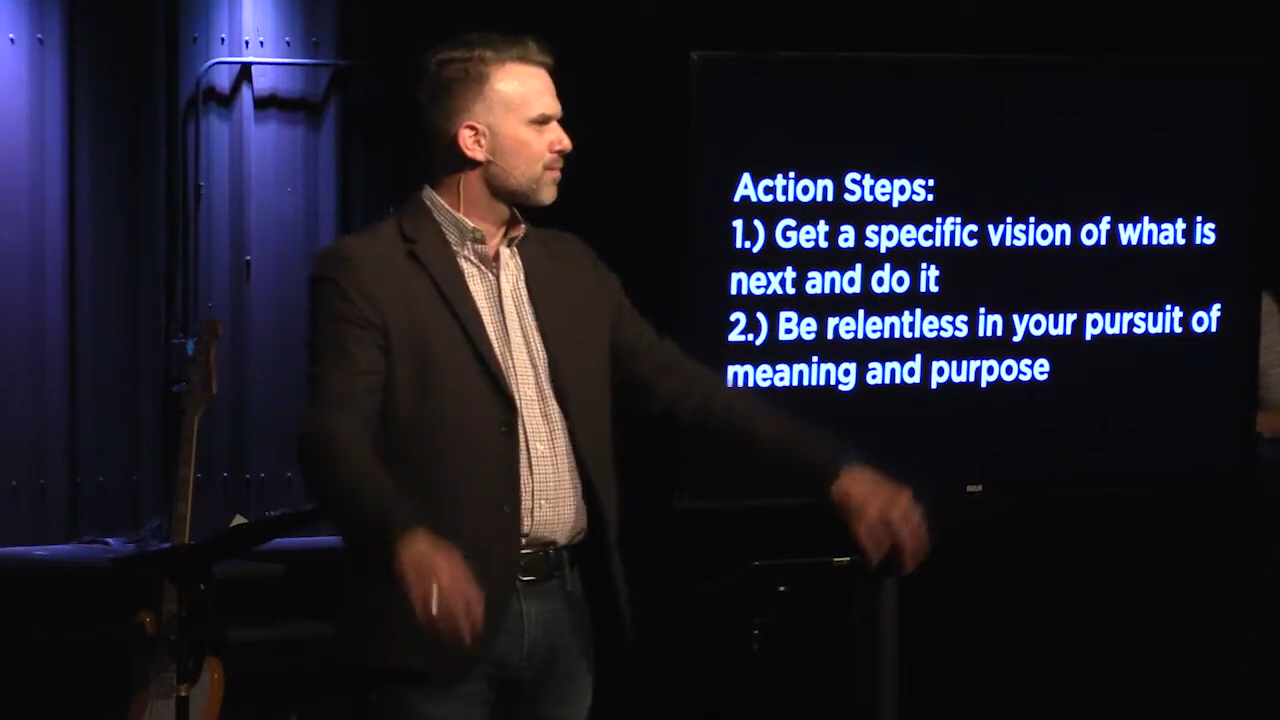 Action Steps:
1.) Get a specific vision of what is
next and do it
2.) Be relentless in your pursuit of
meaning and purpose